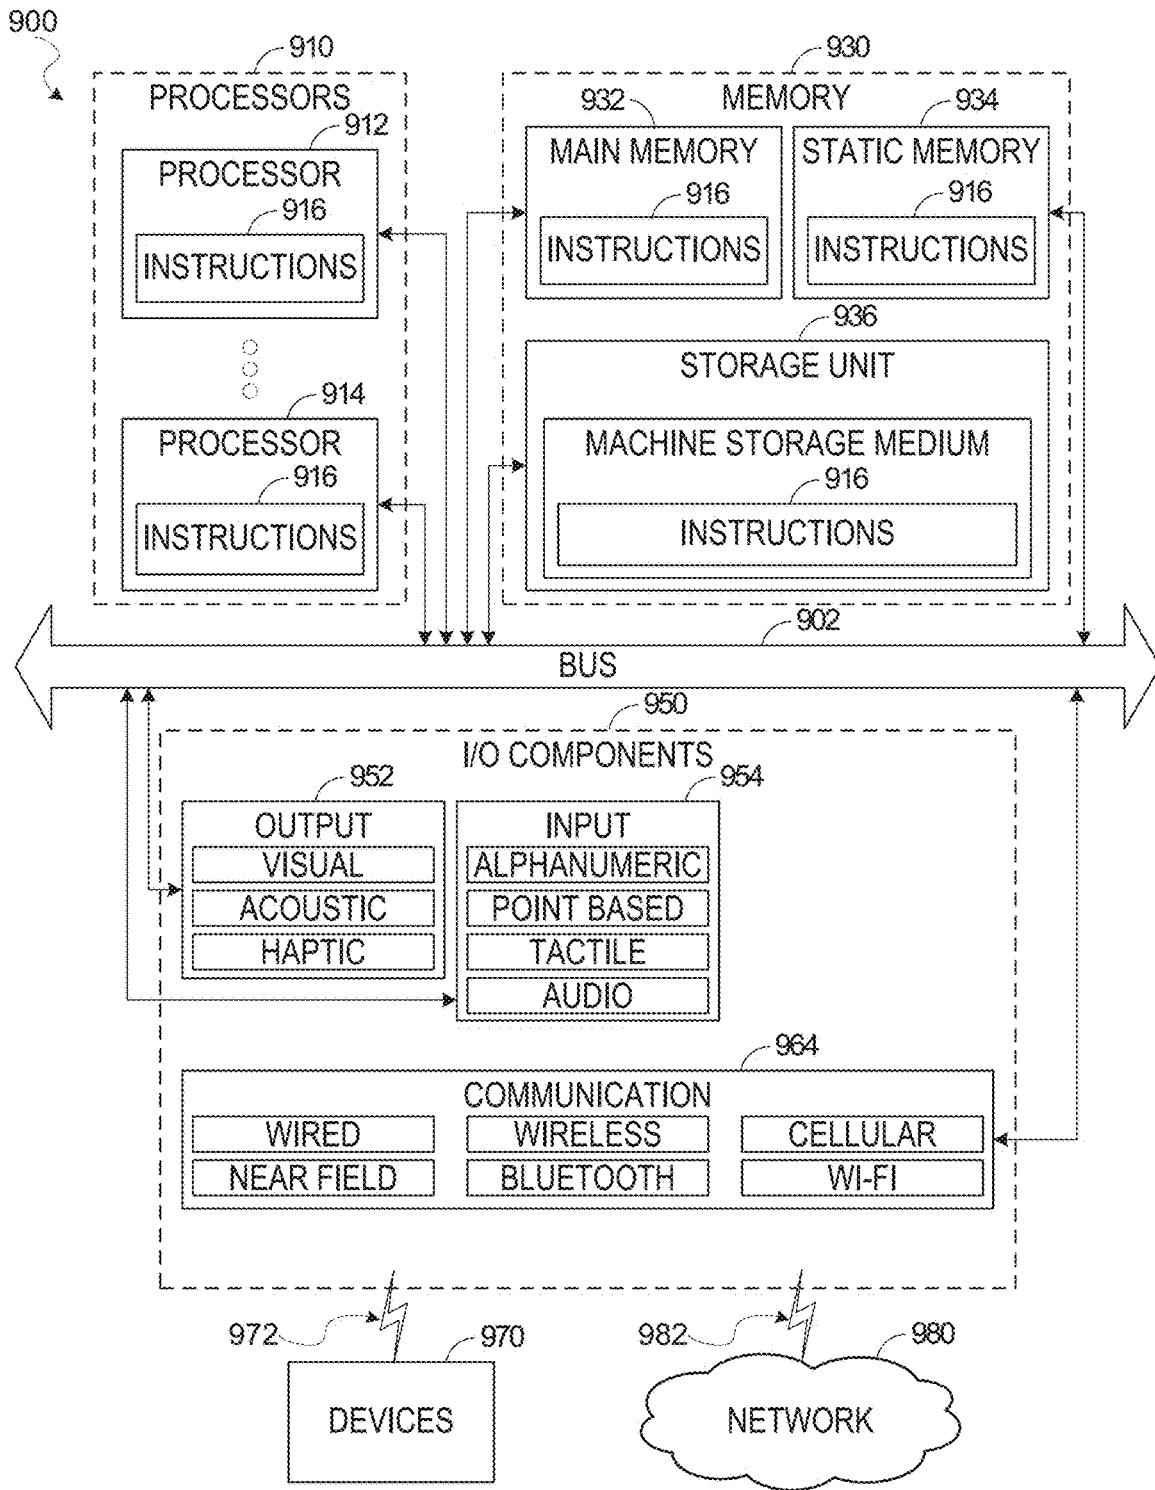 900
910
930
PROCESSORS
MEMORY
912
932
934
PROCESSOR
MAIN MEMORY
STATIC MEMORY
916
916
916
INSTRUCTIONS
INSTRUCTIONS
INSTRUCTIONS
936
STORAGE UNIT
914
PROCESSOR
MACHINE STORAGE MEDIUM
916
916
INSTRUCTIONS
INSTRUCTIONS
902
BUS
950
I/O COMPONENTS
952
954
OUTPUT
INPUT
VISUAL
ALPHANUMERIC
ACOUSTIC
POINT BASED
HAPTIC
TACTILE
AUDIO
964
COMMUNICATION
WIRED
WIRELESS
CELLULAR
NEAR FIELD
BLUETOOTH
WI-FI
972
970
982
980
DEVICES
NETWORK